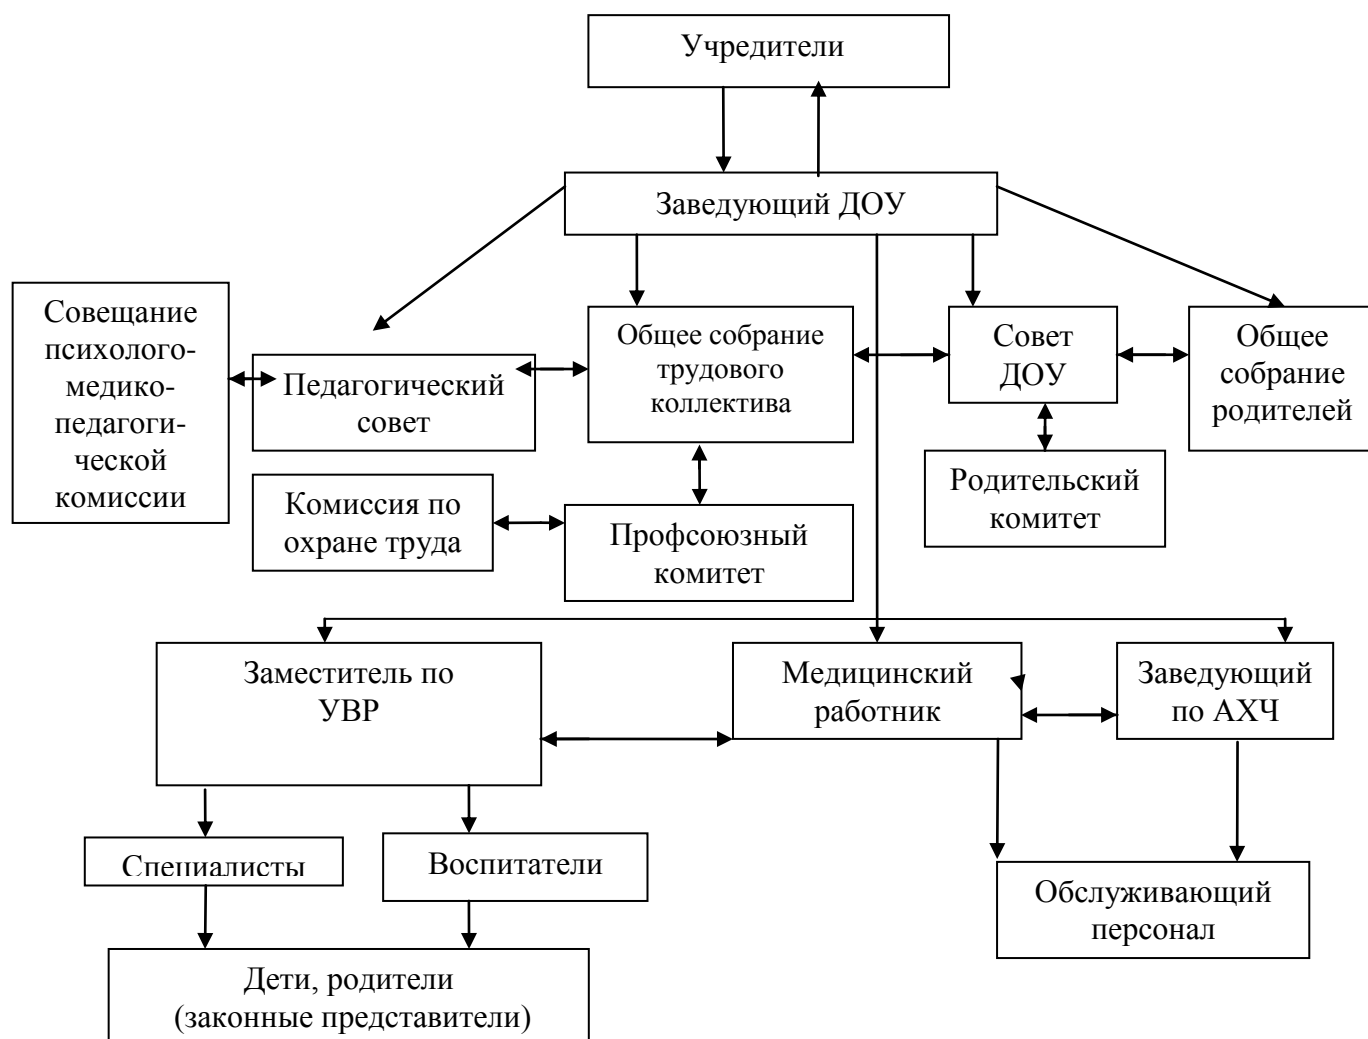 Учредители
Заведующий ДОУ
Совещание
психолого-
медико-
педагоги-
ческой
комиссии
Педагогический
совет
Общее собрание
трудового
коллектива
Совет
ДОУ
Общее
собрание
родителей
Комиссия по
охране труда
Профсоюзный
комитет
Родительский
комитет
Заместитель по
УВР
Медицинский
работник
Заведующий
по АХЧ
Специалисты
Воспитатели
Обслуживающий
персонал
Дети, родители
(законные представители)